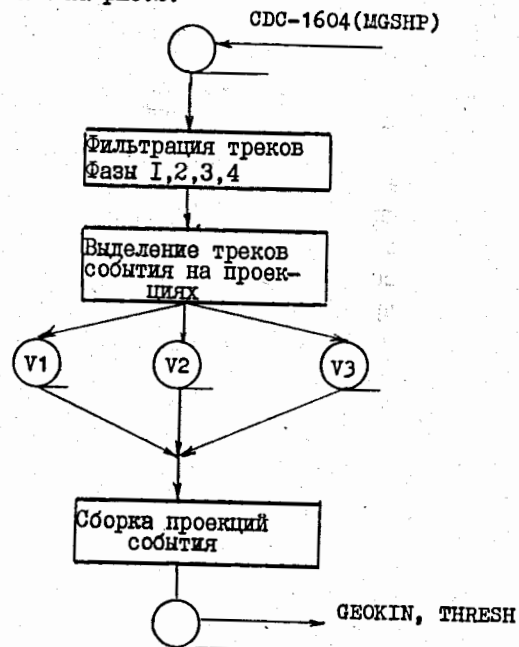 CDC-1604(MGSHP)
Фильтрация треков
Фазы I,2,3,4
Выделение треков
события на проек-
циях
V1
V2
V3
Сборка проекций
события
GEOKIN, THRESH